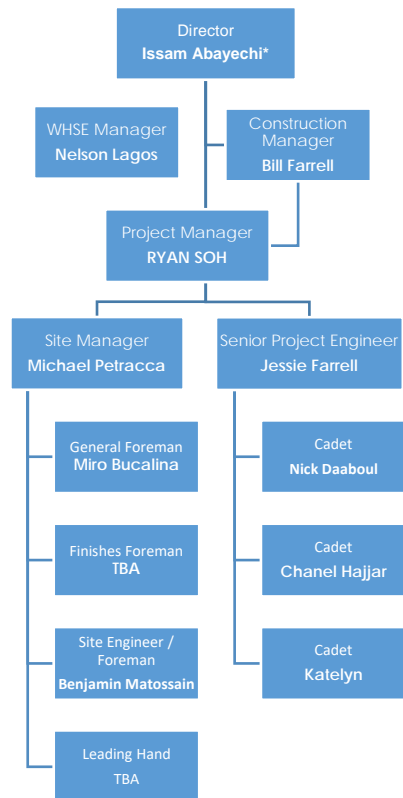 Director
Issam Abayechi*
WHSE Manager
Nelson Lagos
Construction
Manager
Bill Farrell
Project Manager
RYAN SOH
Site Manager
Michael Petracca
Senior Project Engineer
Jessie Farrell
General Foreman
Miro Bucalina
Finishes Foreman
TBA
Site Engineer /
Foreman
Benjamin Matossain
Leading Hand
TBA
Cadet
Nick Daaboul
Cadet
Chanel Hajjar
Cadet
Katelyn